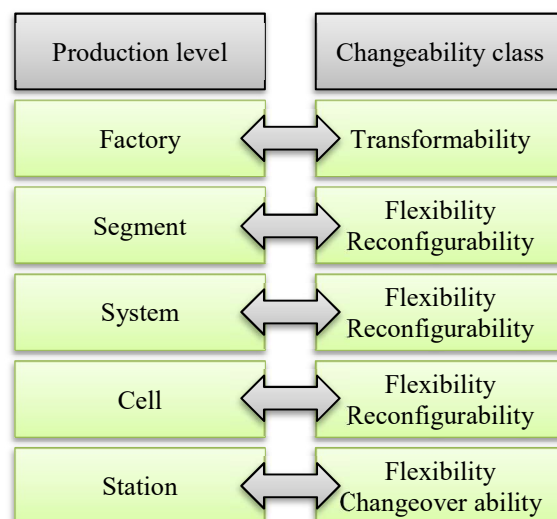 Production level
Changeability class
Factory
Transformability
Segment
Flexibility
Reconfigurability
System
Flexibility
Reconfigurability
Cell
Flexibility
Reconfigurability
Station
Flexibility
Changeover ability